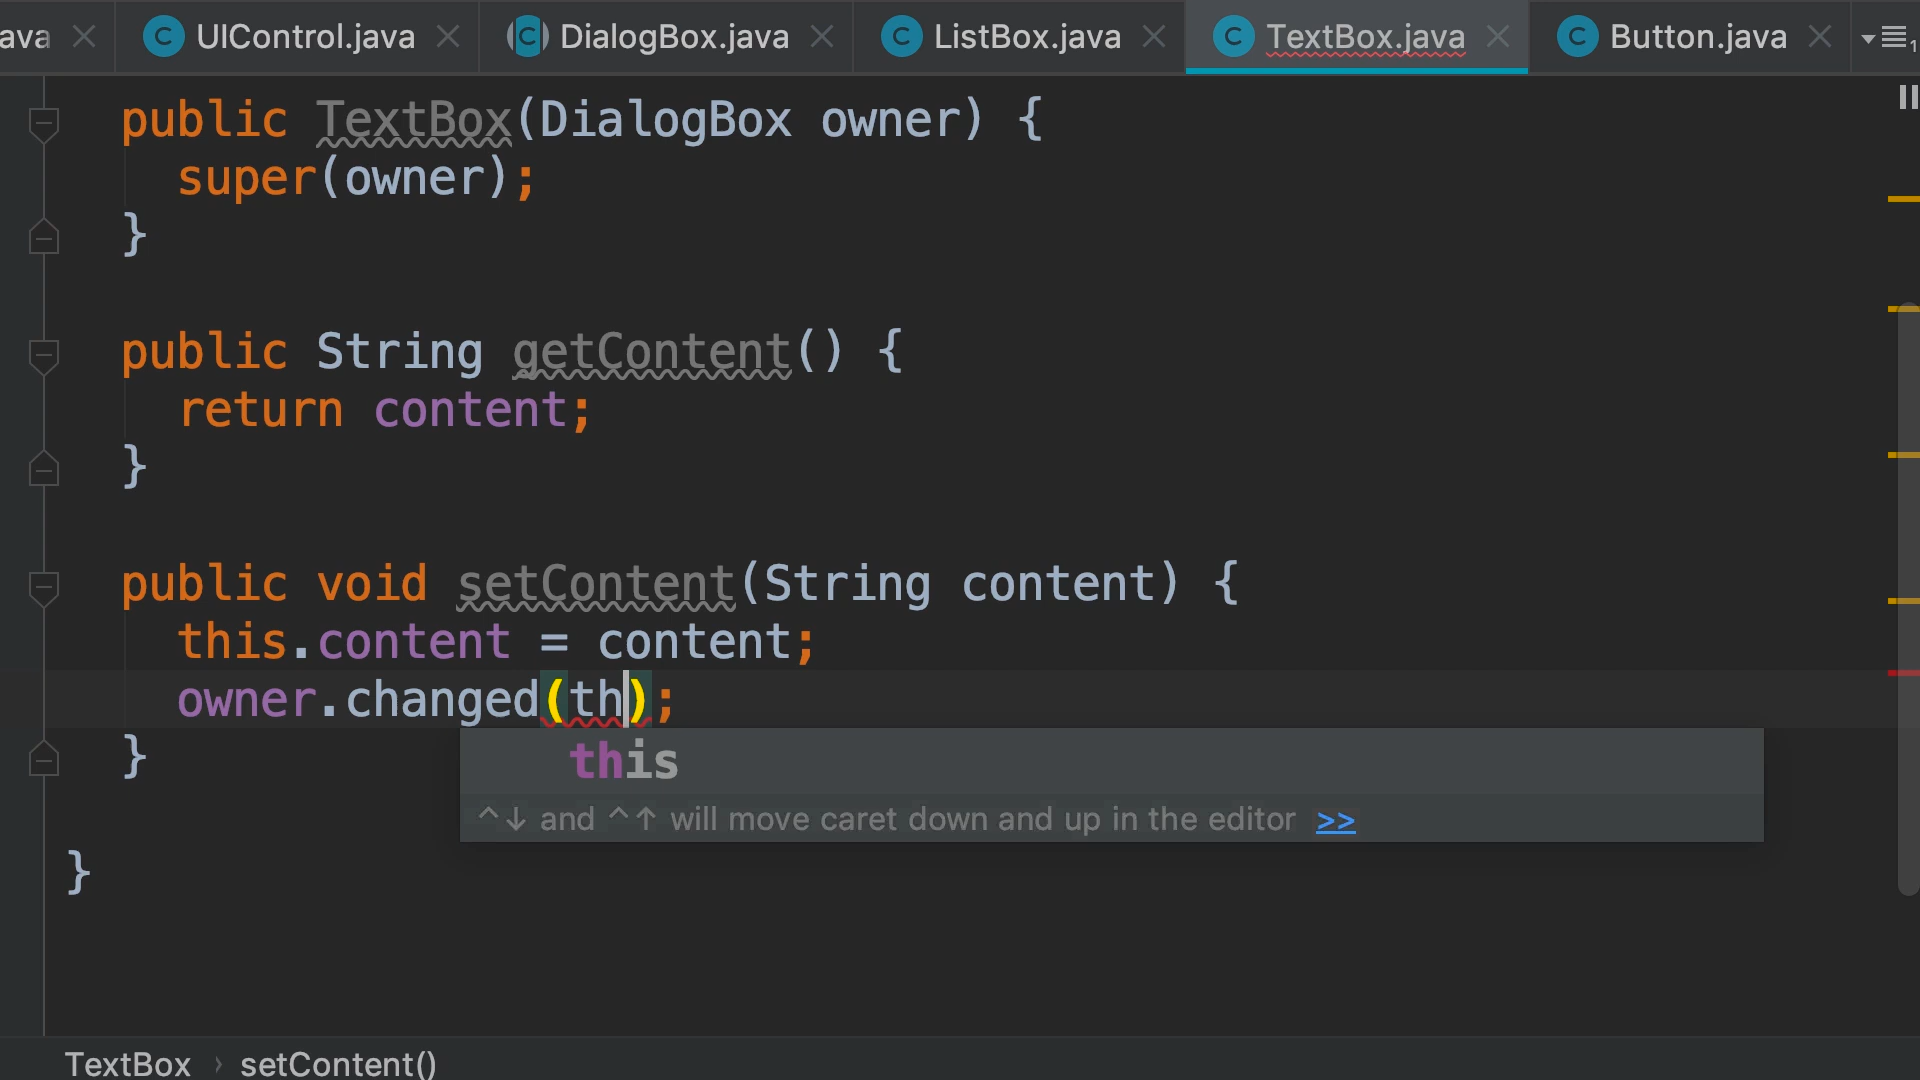 ava UIControl.java DialogBox.java ListBox.java TextBox.java Button.java 1
public TextBox(DialogBox owner) {
super(owner);
}
public String getContent() {
return content;
}
public void setContent(String content) {
this.content = content;
owner.changed(th);
this
^↓ and ^↑ will move caret down and up in the editor >>
}
}
TextBox › setContent()